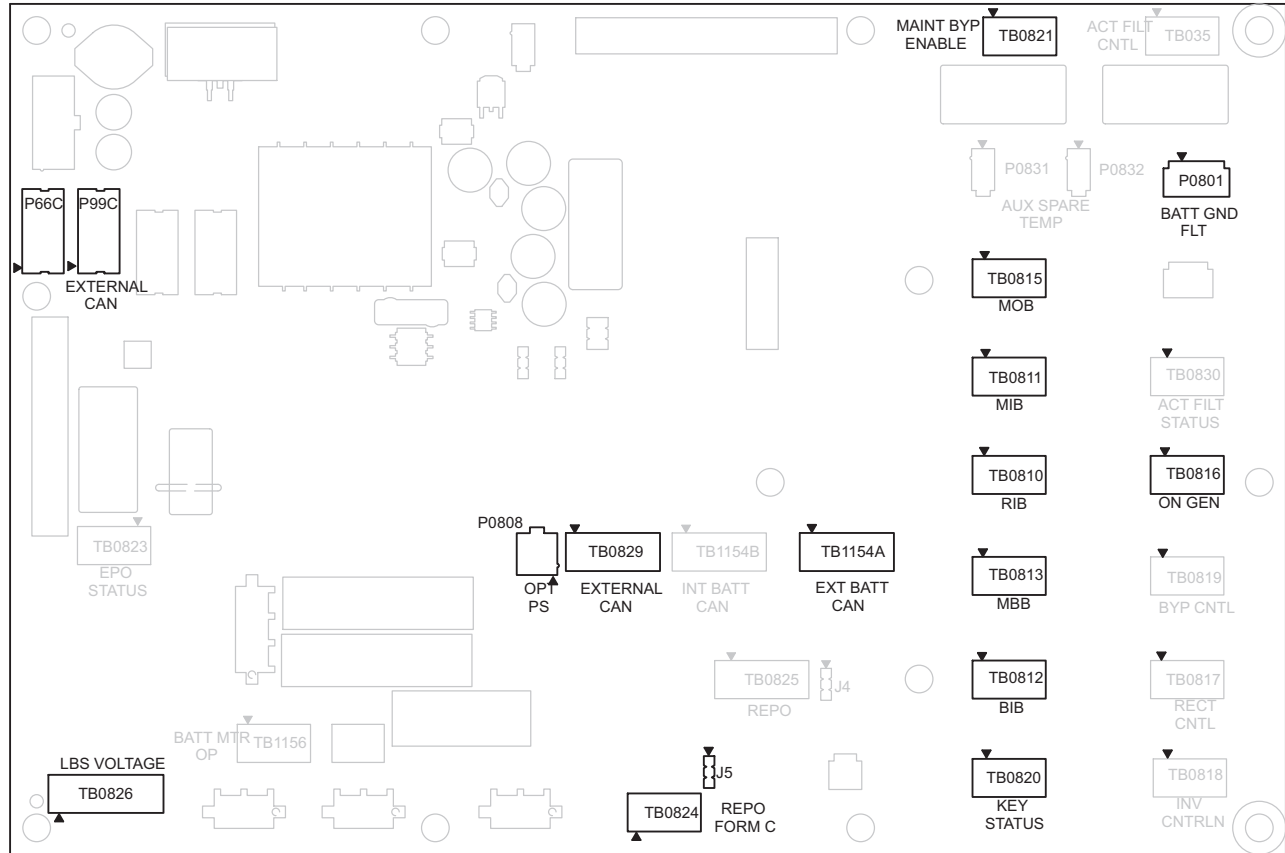 MAINT BYP
ENABLE
TB0821
ACT FILT
CNTL
TB035
P0831
P0832
AUX SPARE
TEMP
P0801
BATT GND
FLT
P66C
P99C
EXTERNAL
CAN
TB0815
MOB
TB0811
MIB
TB0830
ACT FILT
STATUS
TB0810
RIB
TB0816
ON GEN
TB0823
EPO
STATUS
P0808
OPT
PS
TB0829
EXTERNAL
CAN
TB1154B
INT BATT
CAN
TB1154A
EXT BATT
CAN
TB0813
MBB
TB0819
BYP CNTL
TB0825
REPO
J4
TB0812
BIB
TB0817
RECT
CNTL
BATT MTR
OP
TB1156
LBS VOLTAGE
TB0826
J5
TB0824
REPO
FORM C
TB0820
KEY
STATUS
TB0818
INV
CNTRLN